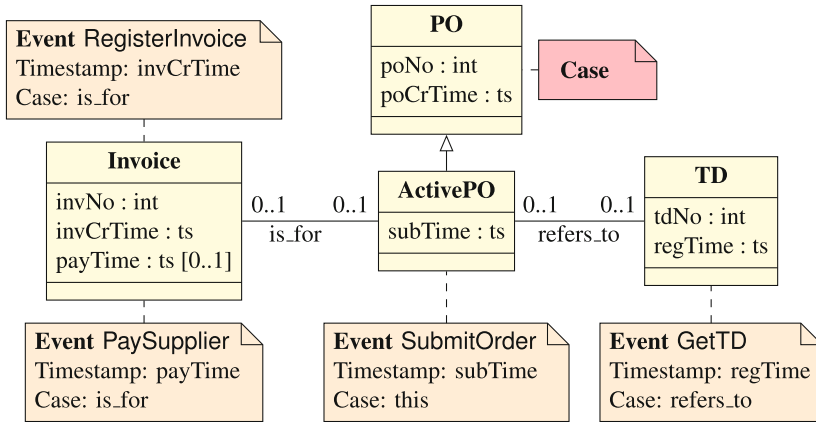 Event RegisterInvoice
Timestamp: invCrTime
Case: is_for
PO
poNo : int
poCrTime : ts
Case
Invoice
invNo : int
invCrTime : ts
payTime : ts [0..1]
0..1
0..1
is_for
ActivePO
subTime : ts
0..1
0..1
refers_to
TD
tdNo : int
regTime : ts
Event PaySupplier
Timestamp: payTime
Case: is_for
Event SubmitOrder
Timestamp: subTime
Case: this
Event GetTD
Timestamp: regTime
Case: refers_to